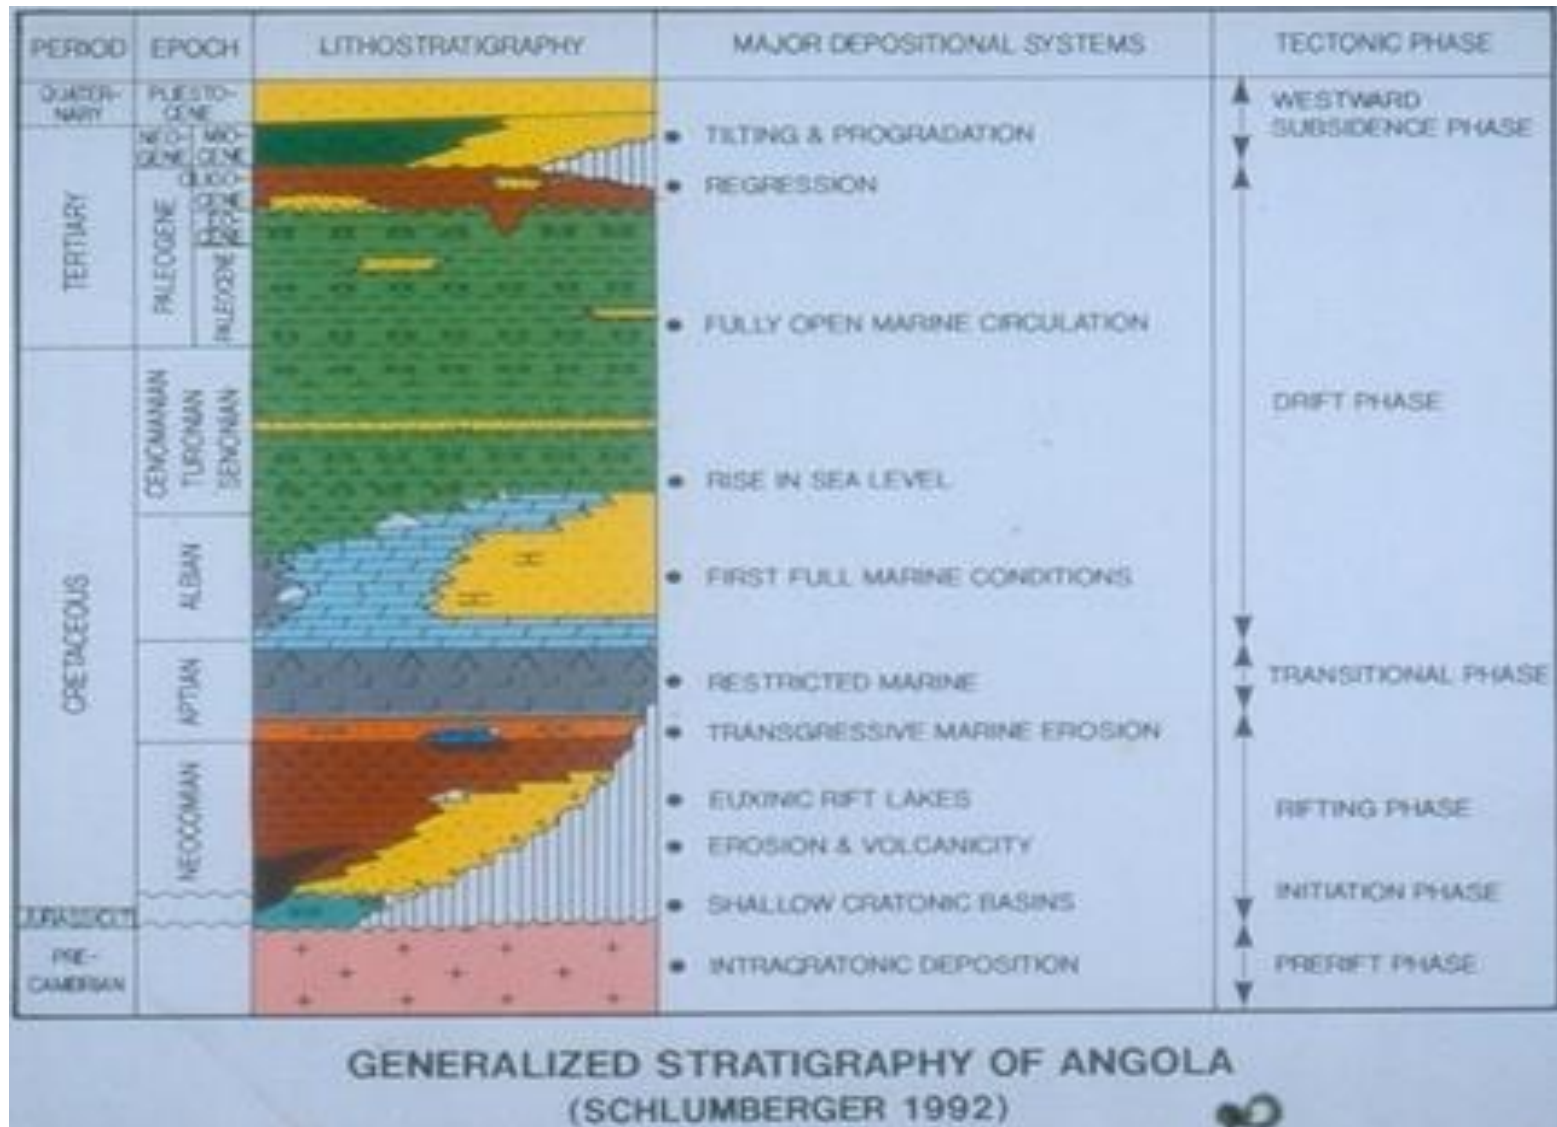 PERIOD EPOCH LITHOSTRATIGRAPHY MAJOR DEPOSITIONAL SYSTEMS TECTONIC PHASE
QUATER-
NARY
PLIESTO-
CENE
WESTWARD
SUBSIDENCE PHASE
TERTIARY
NEO-
GENE
MIO-
CENE
TILTING & PROGRADATION
PALEOGENE
OLIGO-
REGRESSION
PALEOGENE
FULLY OPEN MARINE CIRCULATION
DRIFT PHASE
CRETACEOUS
CENOMANIAN
TURONIAN
SENONIAN
RISE IN SEA LEVEL
ALBIAN
FIRST FULL MARINE CONDITIONS
APTIAN
RESTRICTED MARINE
TRANSITIONAL PHASE
TRANSGRESSIVE MARINE EROSION
NEOCOMIAN
EUXINIC RIFT LAKES
RIFTING PHASE
EROSION & VOLCANICITY
JURASSIC
SHALLOW CRATONIC BASINS
INITIATION PHASE
PRE-
CAMBRIAN
INTRACRATONIC DEPOSITION
PRERIFT PHASE
GENERALIZED STRATIGRAPHY OF ANGOLA
(SCHLUMBERGER 1992)